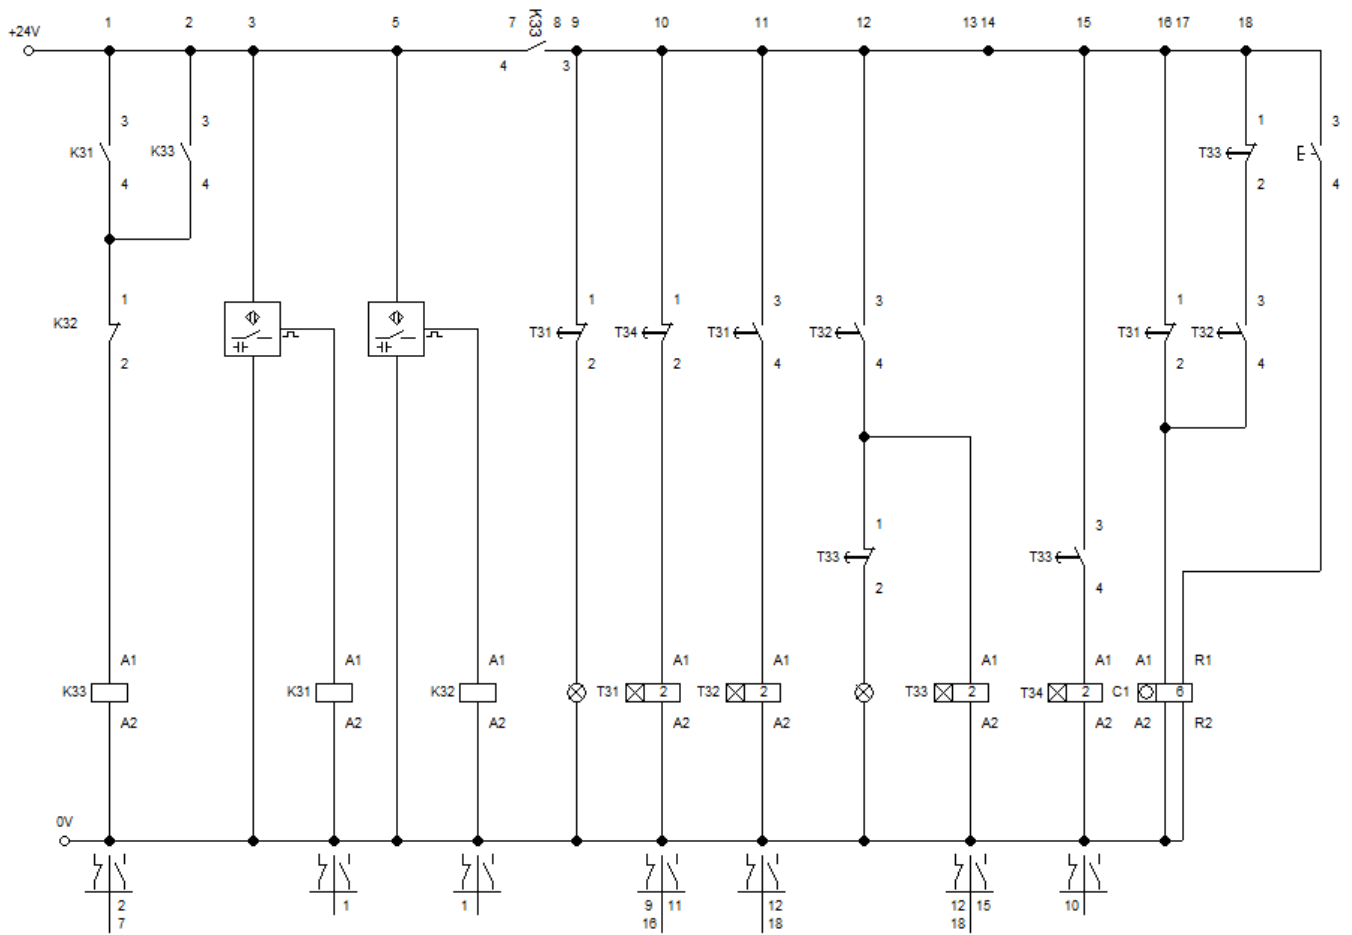 1 2 3 5 7 K33 8 9 10 11 12 13 14 15 16 17 18
+24V
4 3
3 3 1 3
K31 K33 T33 E
4 4 2 4
1 1 1 3 3 1 3
K32 T31 T34 T31 T32 T31 T32
2 2 2 4 4 2 4
1 3
T33 T33
2 4
A1 A1 A1 A1 A1 A1 A1 A1 R1
K33 K31 K32 T31 2 T32 2 T33 2 T34 2 C1 6
A2 A2 A2 A2 A2 A2 A2 A2 R2
0V
2 1 1 9 11 12 12 15 10
7 16 18 18